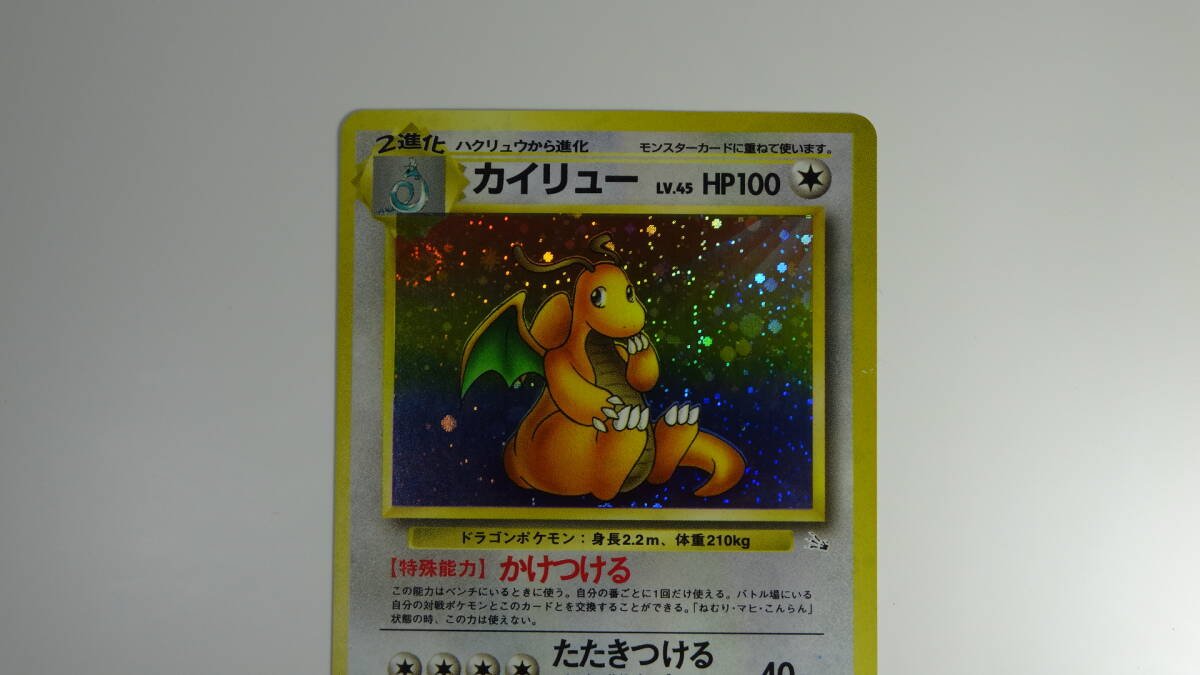 2進化 ハクリュウから進化 モンスターカードに重ねて使います。
カイリュー LV.45 HP100
ドラゴンポケモン：身長2.2m、体重210kg
【特殊能力】かけつける
この能力はベンチにいるときに使う。自分の番ごとに1回だけ使える。バトル場にいる
自分の対戦ポケモンとこのカードとを交換することができる。「ねむり・マヒ・こんらん」
状態の時、この力は使えない。
たたきつける 40